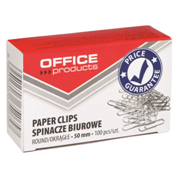 OFFICE
products
PRICE
GUARANTEE
PAPER CLIPS
SPINACZE BIUROWE
ROUND/OKRĄGŁE - 50 mm - 100 pcs/szt.